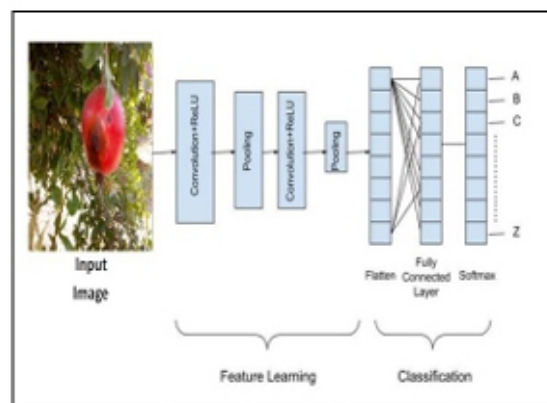 Input
Image
Convolution+ReLU
Pooling
Convolution+ReLU
Pooling
Flatten
Fully
Connected
Layer
Softmax
A
B
C
Z
Feature Learning
Classification